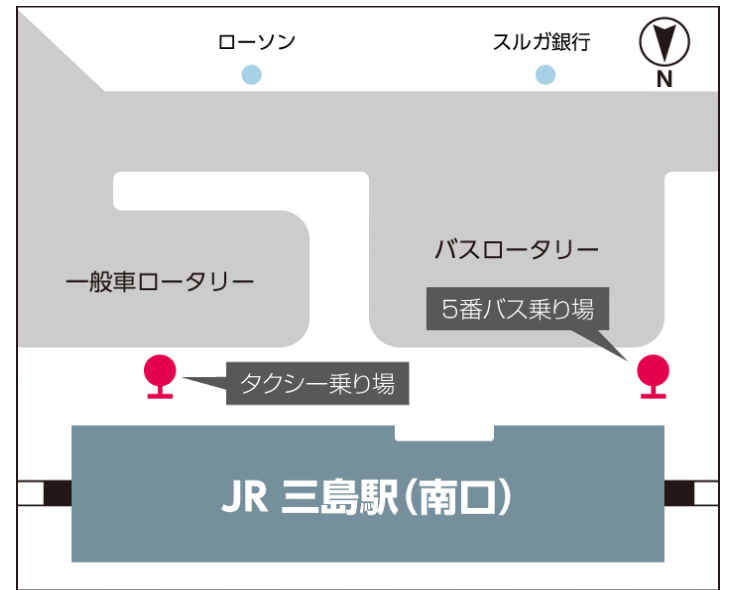 ローソン
スルガ銀行
N
バスロータリー
一般車ロータリー
5番バス乗り場
タクシー乗り場
JR 三島駅(南口)